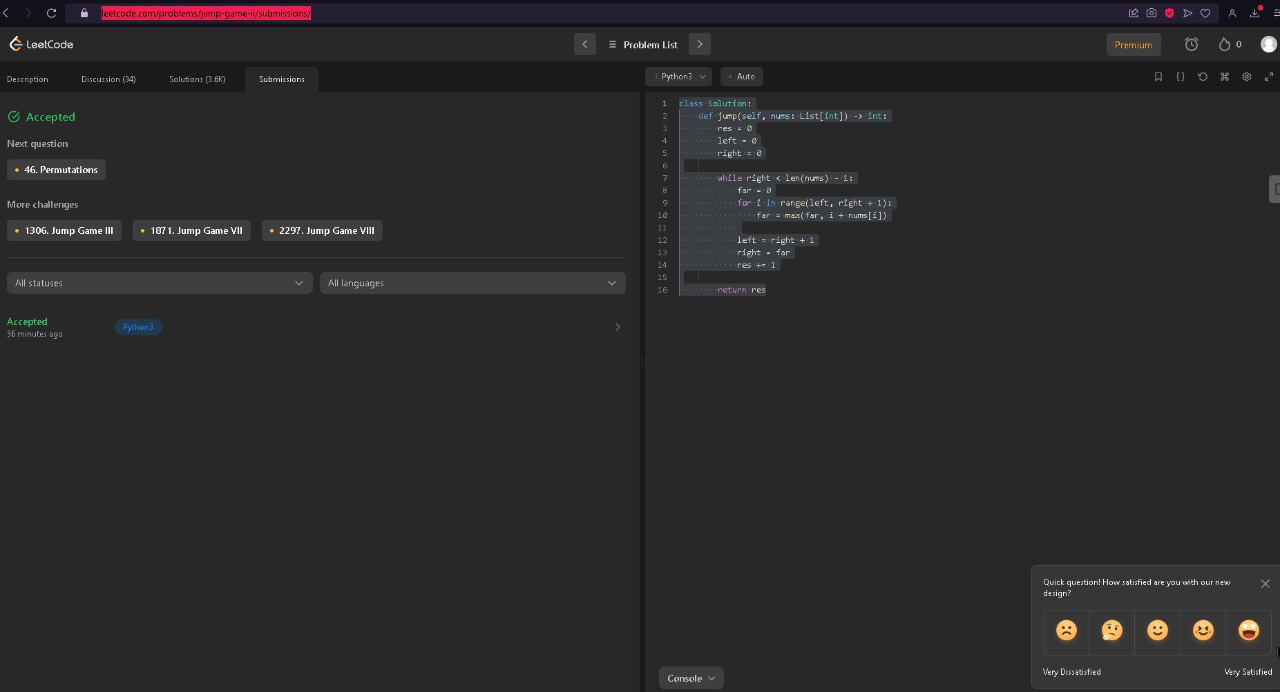 leetcode.com/problems/jump-game-ii/submissions/
LeetCode
Problem List
Premium
0
Description
Discussion (34)
Solutions (3.6K)
Submissions
Accepted
Next question
46. Permutations
More challenges
1306. Jump Game III
1871. Jump Game VII
2297. Jump Game VIII
All statuses
All languages
Accepted
Python3
36 minutes ago
i Python3
Auto
1 class Solution:
2 def jump(self, nums: List[int]) -> int:
3 res = 0
4 left = 0
5 right = 0
6
7 while right < len(nums) - 1:
8 far = 0
9 for i in range(left, right + 1):
10 far = max(far, i + nums[i])
11
12 left = right + 1
13 right = far
14 res += 1
15
16 return res
Quick question! How satisfied are you with our new
design?
Very Dissatisfied
Very Satisfied
Console